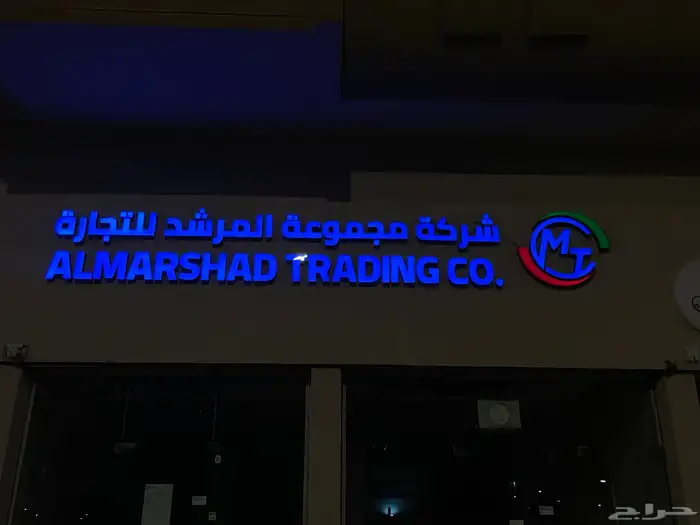 شركة مجموعة المرشد للتجارة
ALMARSHAD TRADING CO.
MT
حراج